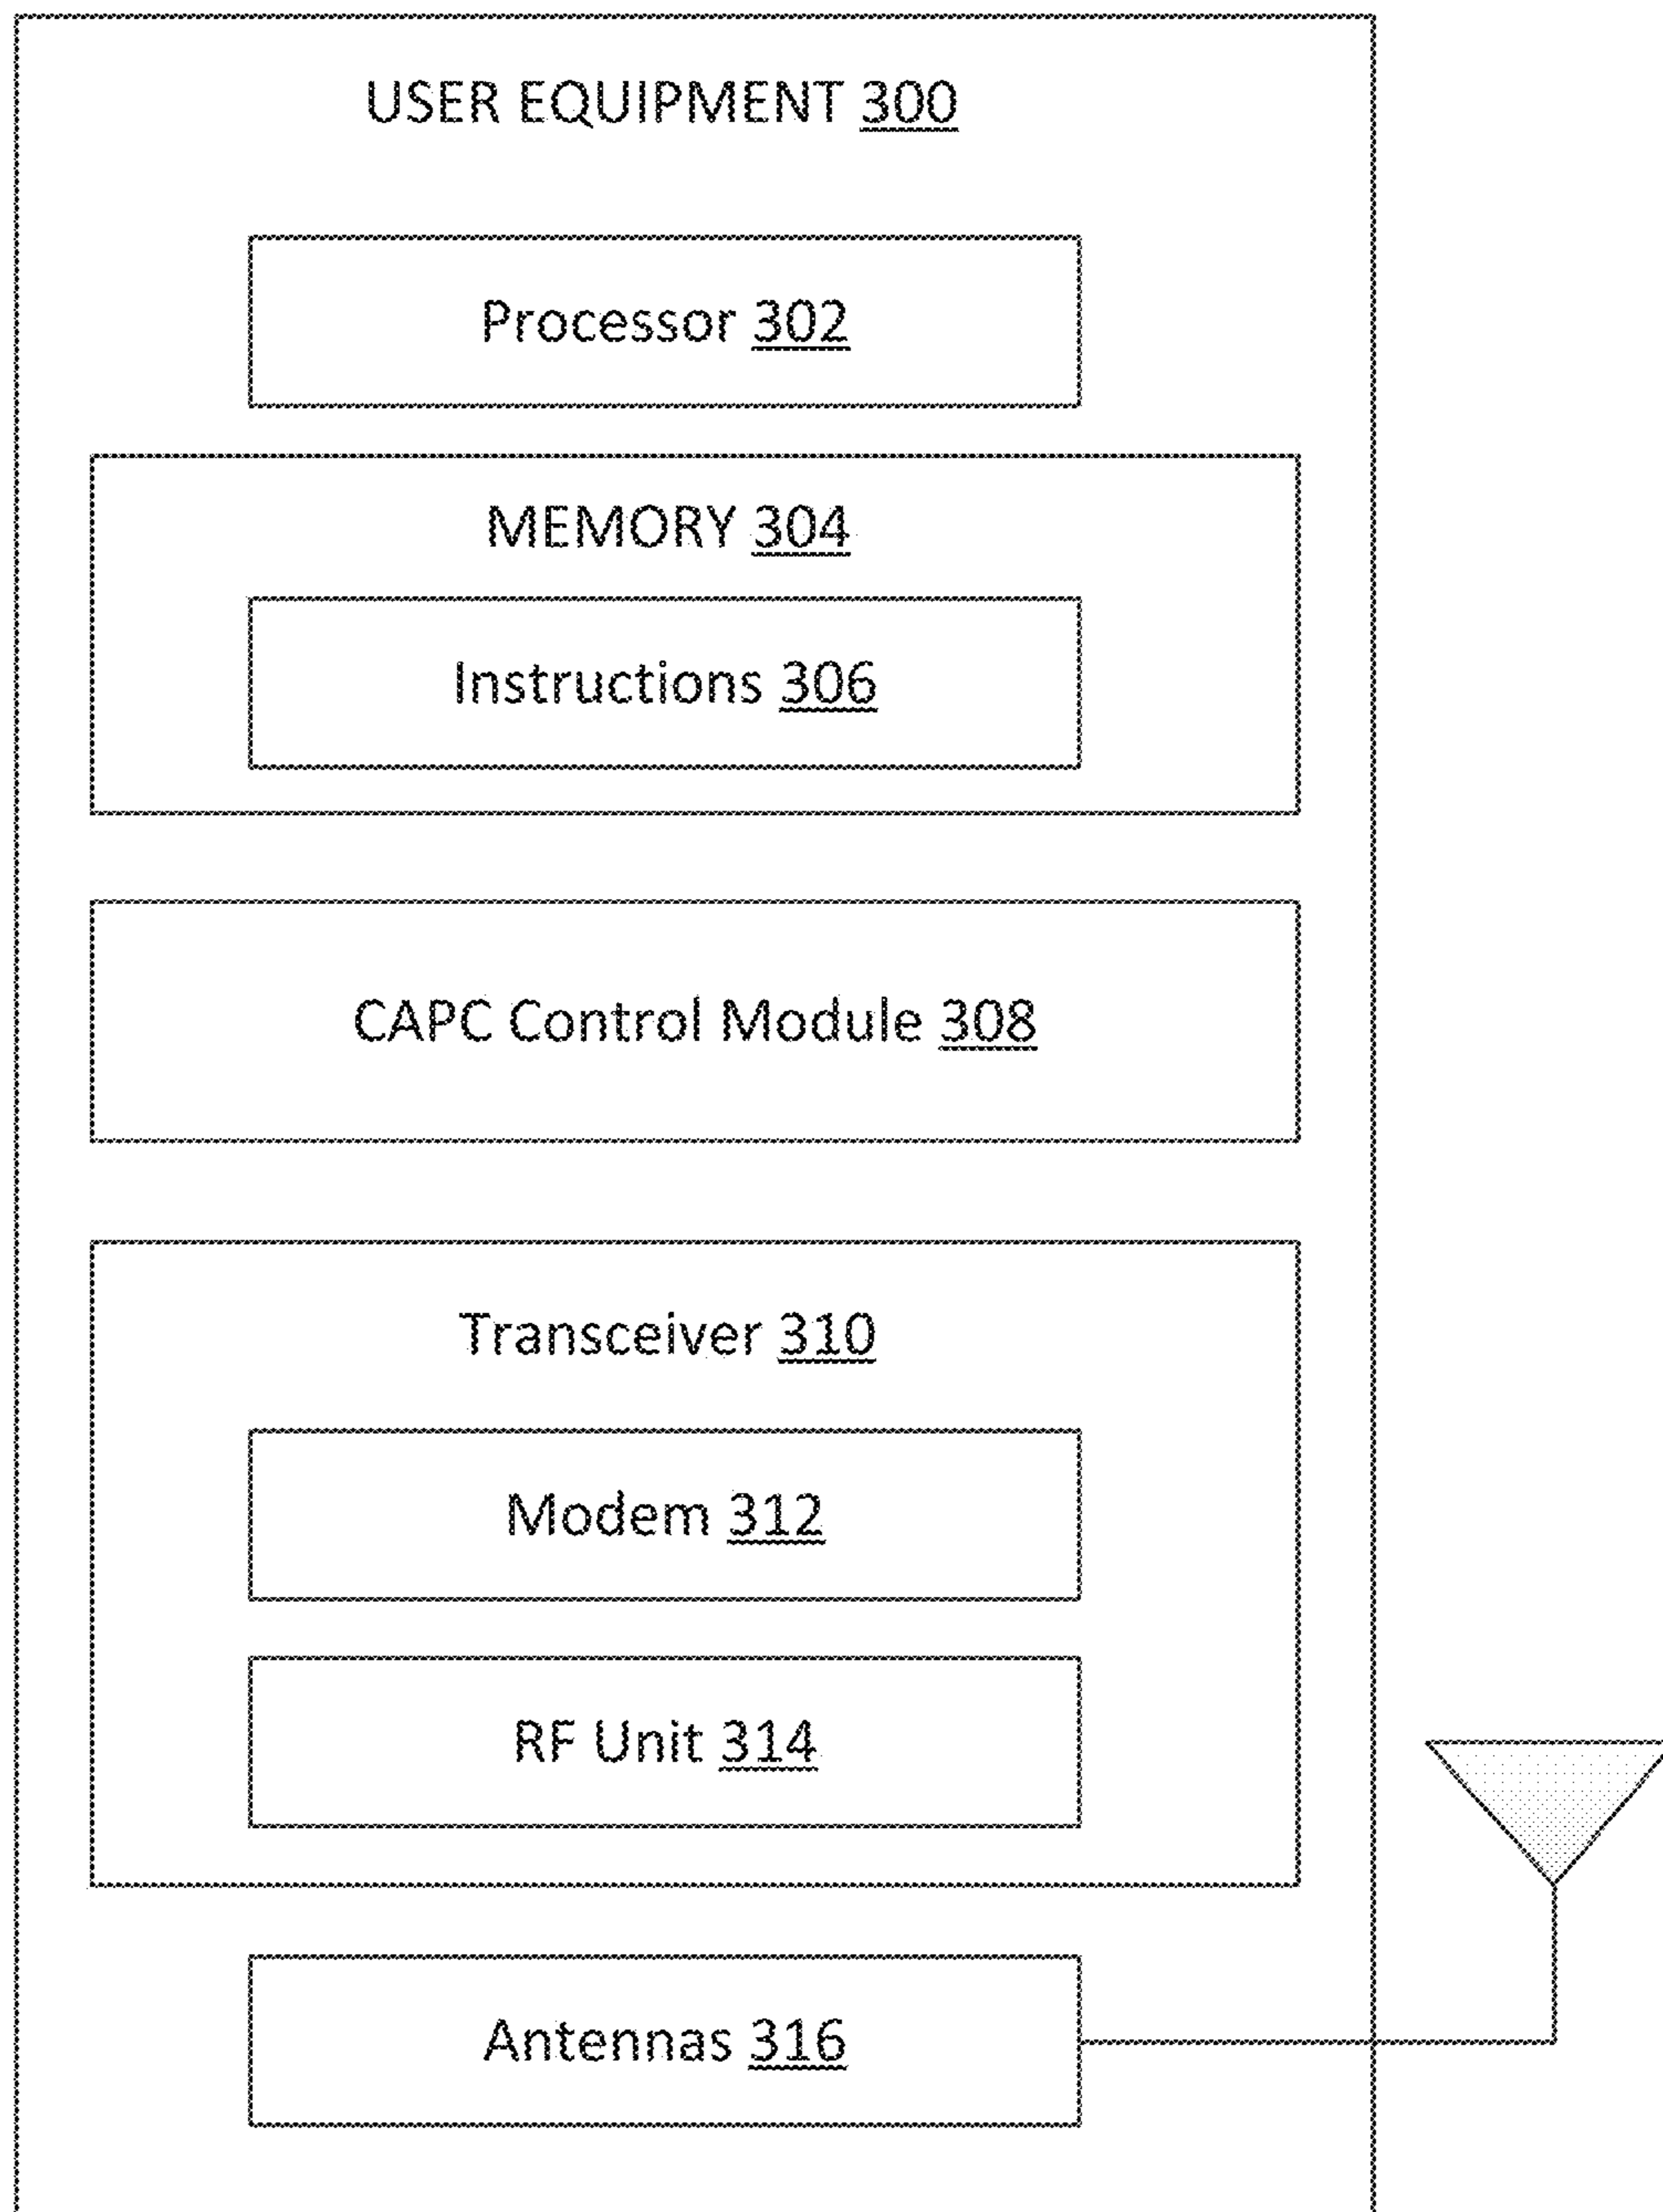 USER EQUIPMENT 300
Processor 302
MEMORY 304
Instructions 306
CAPC Control Module 308
Transceiver 310
Modem 312
RF Unit 314
Antennas 316